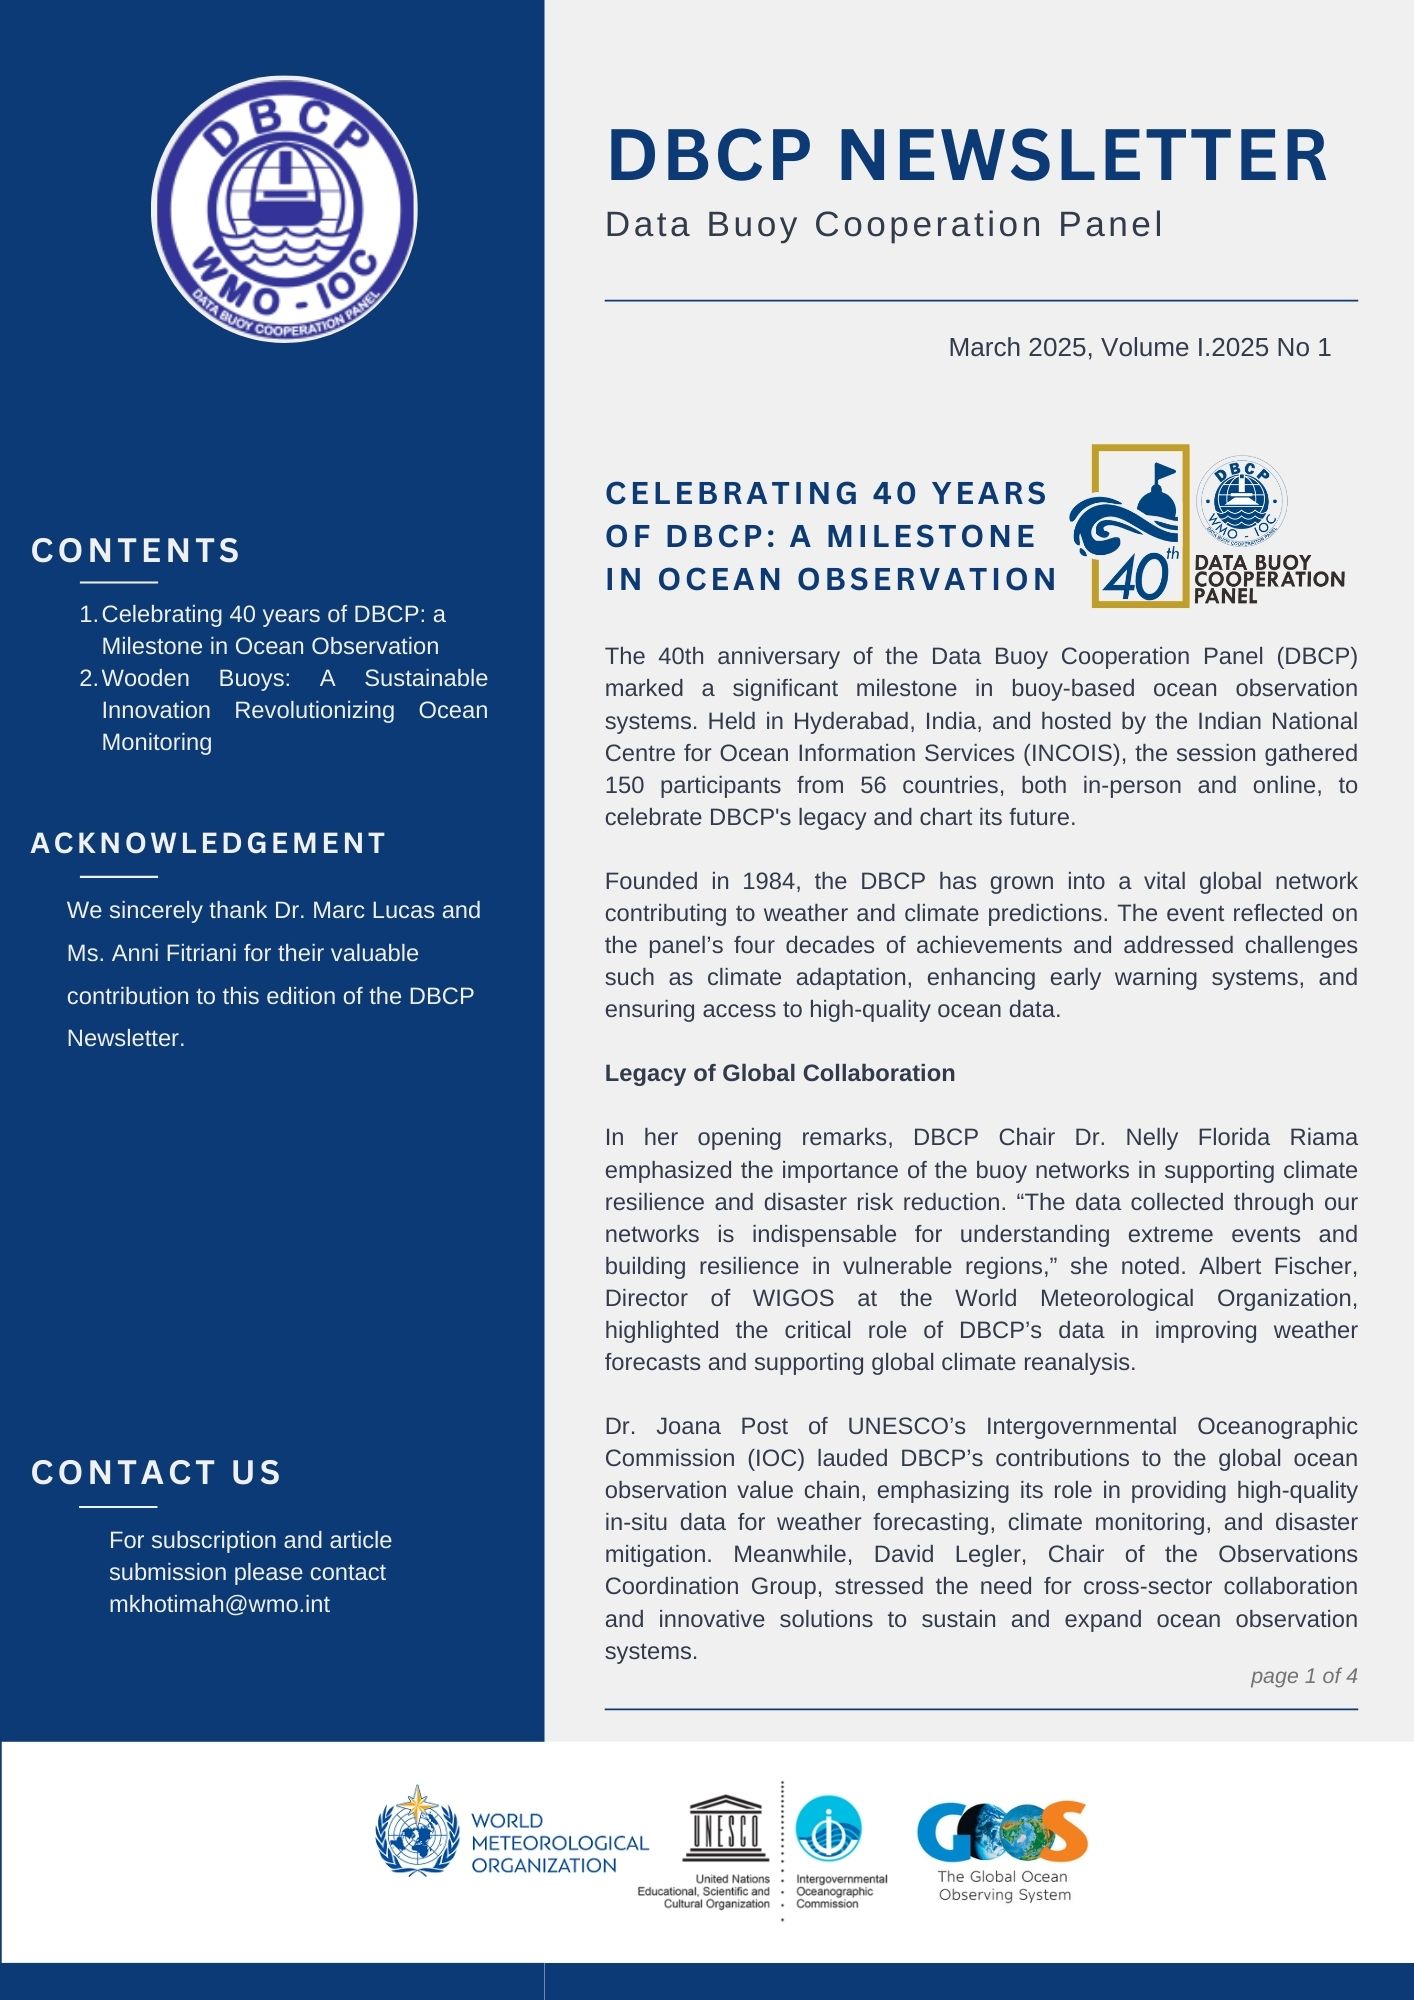 DBCP
WMO - IOC
DATA BUOY COOPERATION PANEL
DBCP NEWSLETTER
Data Buoy Cooperation Panel
March 2025, Volume I.2025 No 1
CONTENTS
1. Celebrating 40 years of DBCP: a
Milestone in Ocean Observation
2. Wooden Buoys: A Sustainable
Innovation Revolutionizing Ocean
Monitoring
ACKNOWLEDGEMENT
We sincerely thank Dr. Marc Lucas and
Ms. Anni Fitriani for their valuable
contribution to this edition of the DBCP
Newsletter.
CONTACT US
For subscription and article
submission please contact
mkhotimah@wmo.int
CELEBRATING 40 YEARS
OF DBCP: A MILESTONE
IN OCEAN OBSERVATION
40th
DBCP
WMO - IOC
DATA BUOY COOPERATION PANEL
DATA BUOY
COOPERATION
PANEL
The 40th anniversary of the Data Buoy Cooperation Panel (DBCP)
marked a significant milestone in buoy-based ocean observation
systems. Held in Hyderabad, India, and hosted by the Indian National
Centre for Ocean Information Services (INCOIS), the session gathered
150 participants from 56 countries, both in-person and online, to
celebrate DBCP's legacy and chart its future.
Founded in 1984, the DBCP has grown into a vital global network
contributing to weather and climate predictions. The event reflected on
the panel’s four decades of achievements and addressed challenges
such as climate adaptation, enhancing early warning systems, and
ensuring access to high-quality ocean data.
Legacy of Global Collaboration
In her opening remarks, DBCP Chair Dr. Nelly Florida Riama
emphasized the importance of the buoy networks in supporting climate
resilience and disaster risk reduction. “The data collected through our
networks is indispensable for understanding extreme events and
building resilience in vulnerable regions,” she noted. Albert Fischer,
Director of WIGOS at the World Meteorological Organization,
highlighted the critical role of DBCP’s data in improving weather
forecasts and supporting global climate reanalysis.
Dr. Joana Post of UNESCO’s Intergovernmental Oceanographic
Commission (IOC) lauded DBCP’s contributions to the global ocean
observation value chain, emphasizing its role in providing high-quality
in-situ data for weather forecasting, climate monitoring, and disaster
mitigation. Meanwhile, David Legler, Chair of the Observations
Coordination Group, stressed the need for cross-sector collaboration
and innovative solutions to sustain and expand ocean observation
systems.
page 1 of 4
WORLD
METEOROLOGICAL
ORGANIZATION
UNESCO
United Nations
Educational, Scientific and
Cultural Organization
Intergovernmental
Oceanographic
Commission
GOOS
The Global Ocean
Observing System